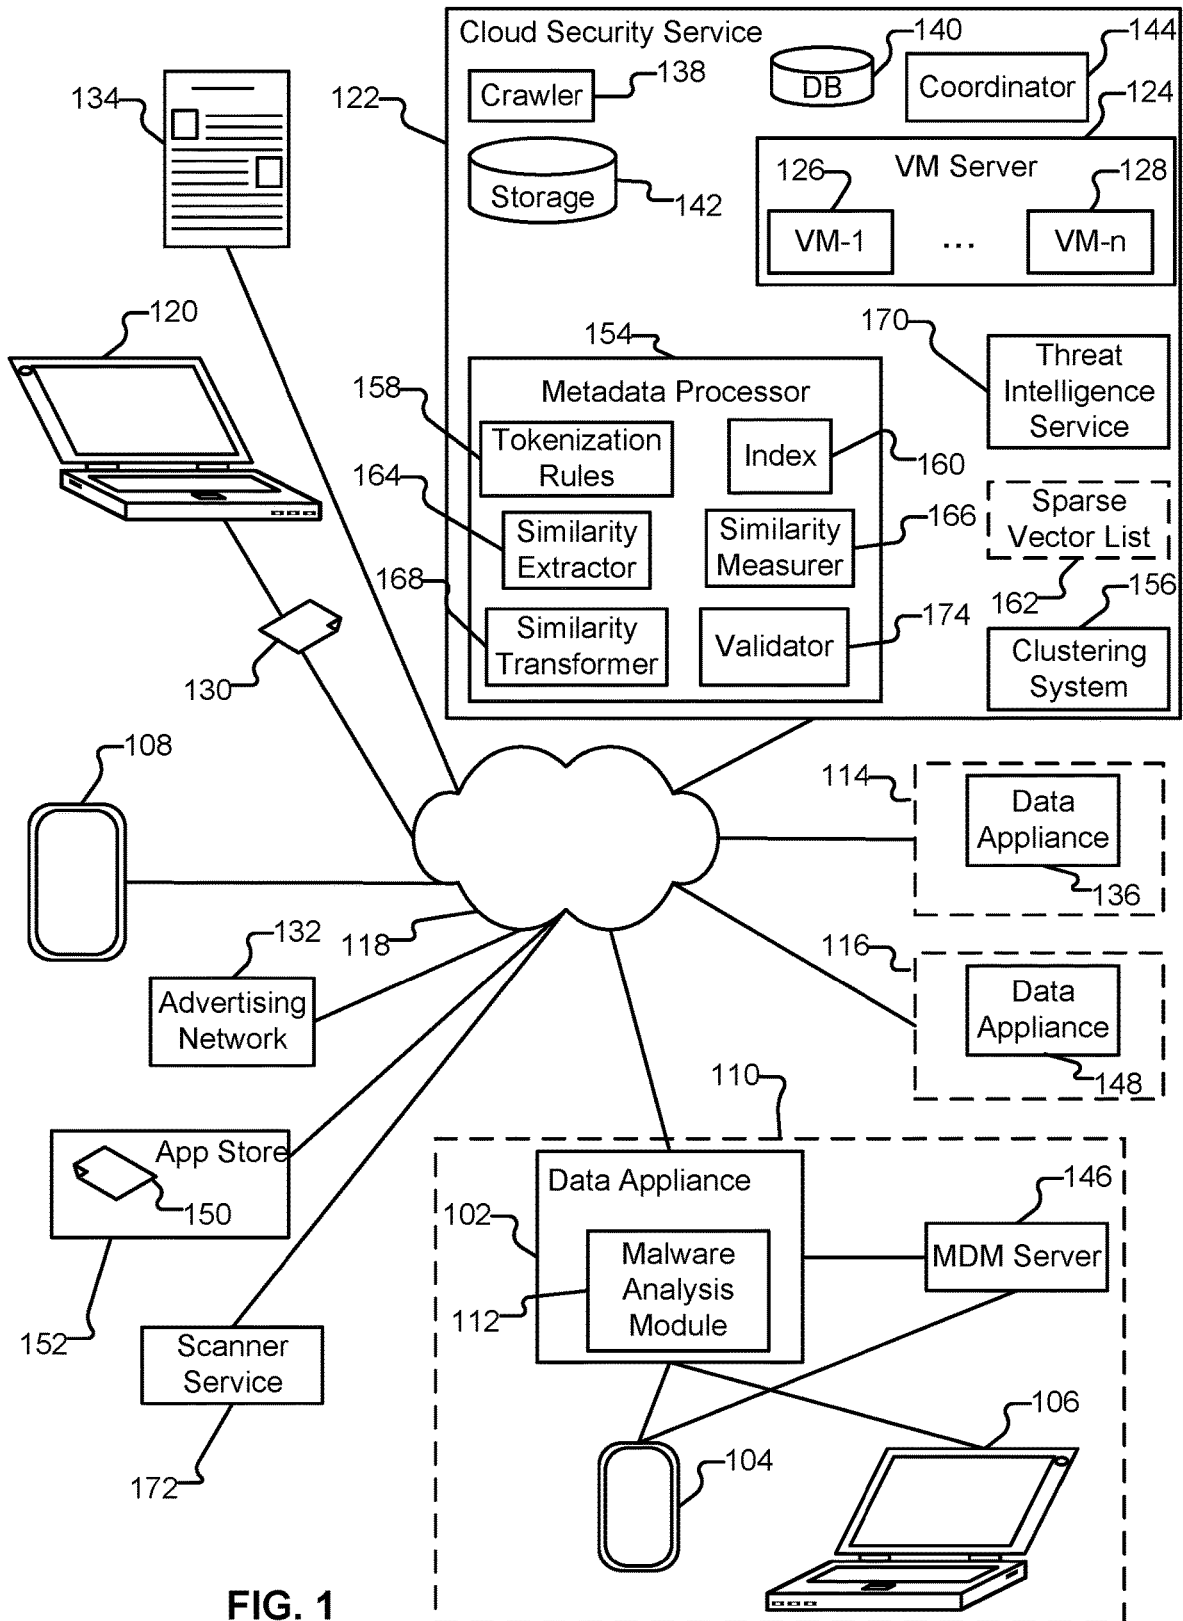 Cloud Security Service
138
Crawler
140
DB
144
Coordinator
134
122
124
VM Server
126
128
VM-1
...
VM-n
Storage
142
120
170
Threat
Intelligence
Service
154
Metadata Processor
158
Tokenization
Rules
Index
160
164
Similarity
Extractor
Similarity
Measurer
166
Sparse
Vector List
162
156
168
Similarity
Transformer
Validator
174
Clustering
System
130
108
114
Data
Appliance
136
118
132
Advertising
Network
116
Data
Appliance
148
110
App Store
150
152
Data Appliance
102
Malware
Analysis
Module
112
146
MDM Server
Scanner
Service
172
104
106
FIG. 1